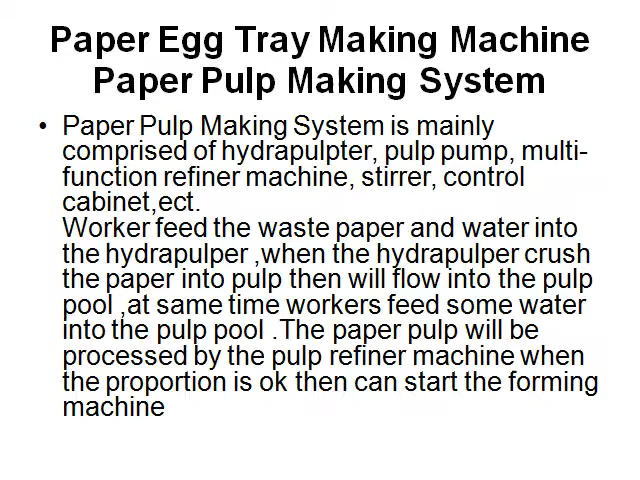 Paper Egg Tray Making Machine
Paper Pulp Making System
• Paper Pulp Making System is mainly
comprised of hydrapulpter, pulp pump, multi-
function refiner machine, stirrer, control
cabinet,ect.
Worker feed the waste paper and water into
the hydrapulper ,when the hydrapulper crush
the paper into pulp then will flow into the pulp
pool ,at same time workers feed some water
into the pulp pool .The paper pulp will be
processed by the pulp refiner machine when
the proportion is ok then can start the forming
machine